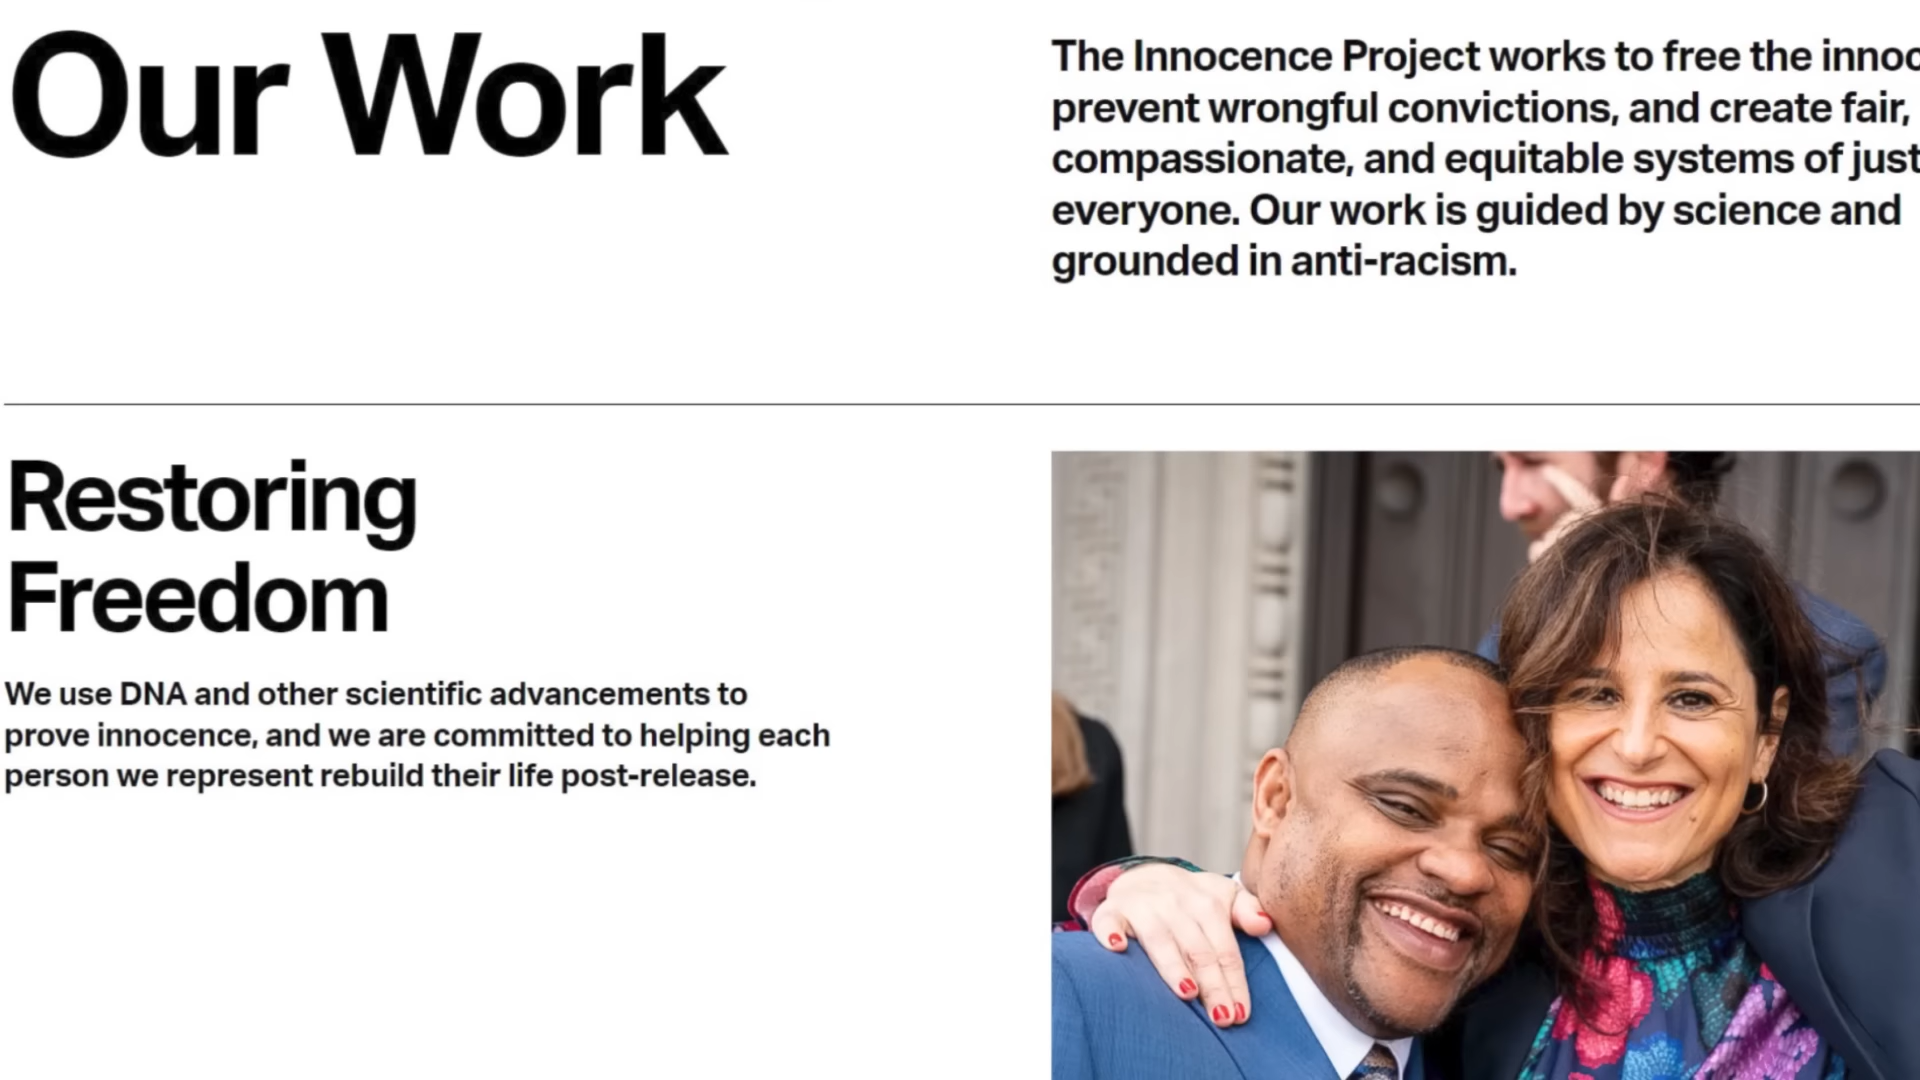 Our Work
The Innocence Project works to free the innoc
prevent wrongful convictions, and create fair,
compassionate, and equitable systems of just
everyone. Our work is guided by science and
grounded in anti-racism.
Restoring
Freedom
We use DNA and other scientific advancements to
prove innocence, and we are committed to helping each
person we represent rebuild their life post-release.